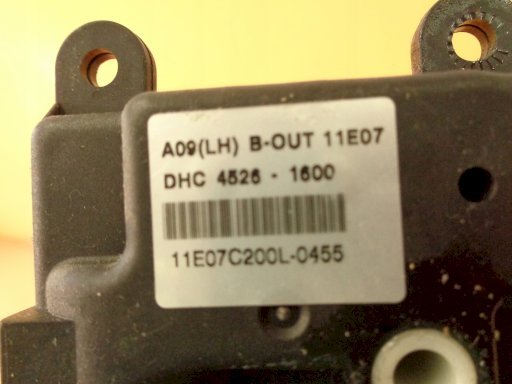 A09(LH) B-OUT 11E07
DHC 4526 - 1600
11E07C200L-0455